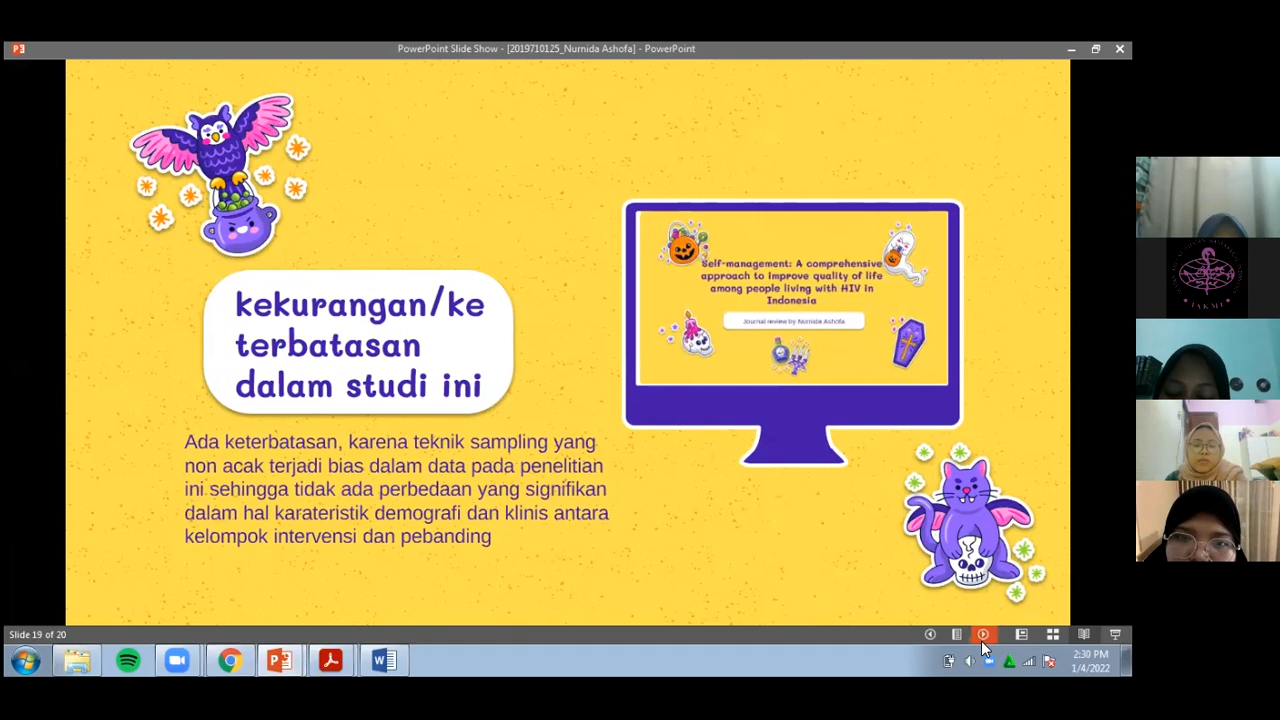 PowerPoint Slide Show - [2019710125_Nurnida Ashofa] - PowerPoint
kekurangan/ke
terbatasan
dalam studi ini
Ada keterbatasan, karena teknik sampling yang
non acak terjadi bias dalam data pada penelitian
ini sehingga tidak ada perbedaan yang signifikan
dalam hal karateristik demografi dan klinis antara
kelompok intervensi dan pebanding
Self-management: A comprehensive
approach to improve quality of life
among people living with HIV in
Indonesia
Journal review by Nurnida Ashofa
Slide 19 of 20
2:30 PM
1/4/2022